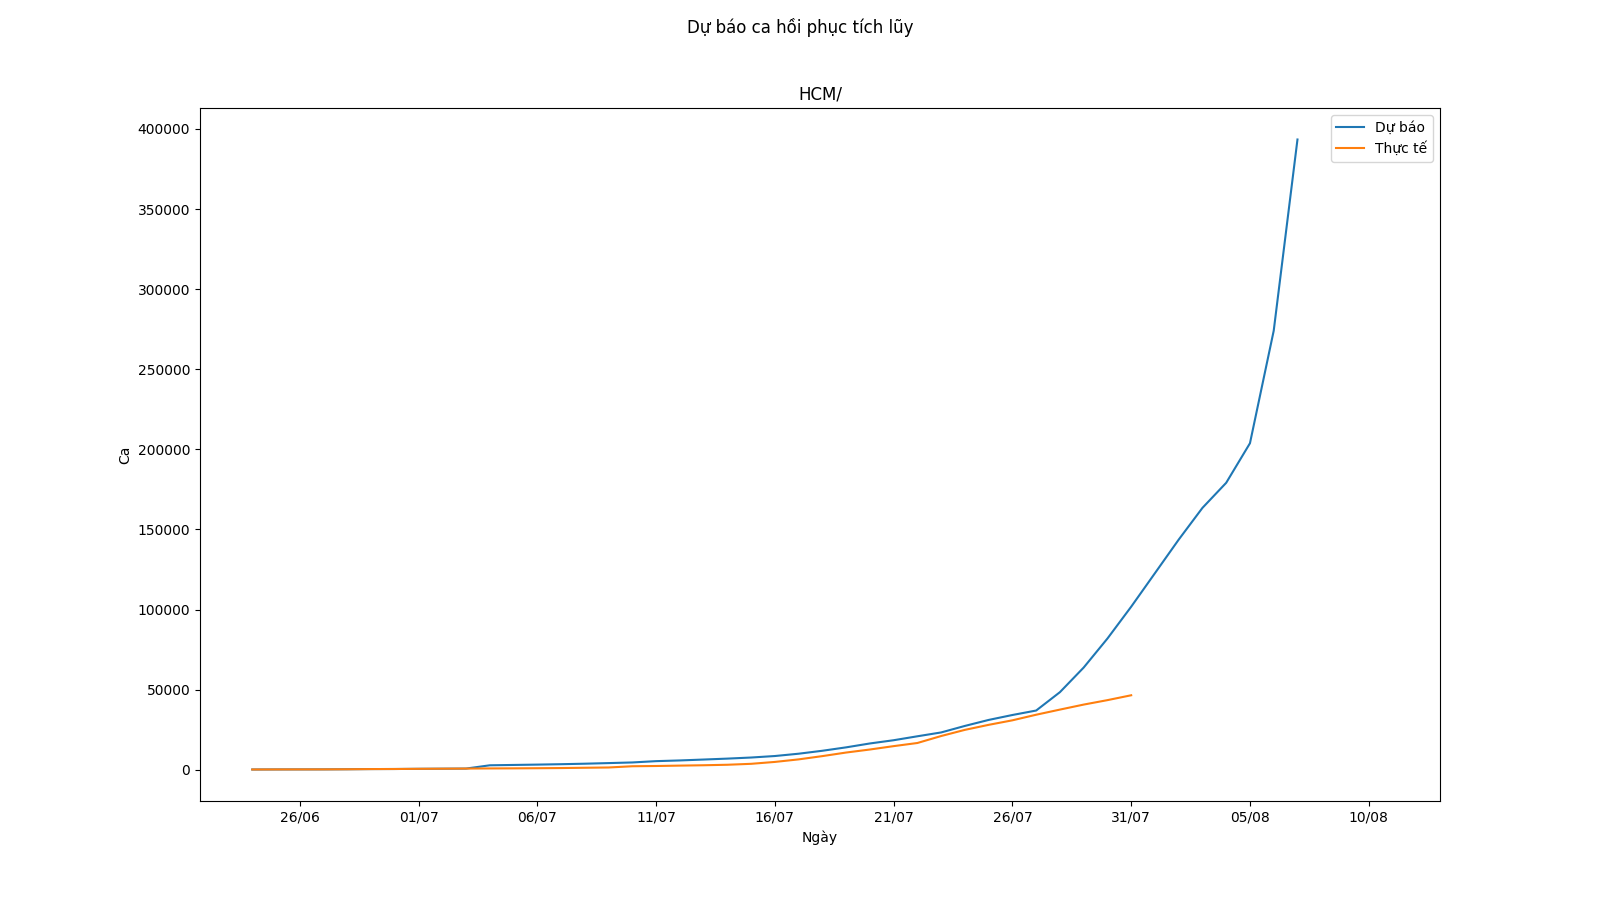 Dự báo ca hồi phục tích lũy
HCM/
Dự báo
Thực tế
400000
350000
300000
250000
200000
150000
100000
50000
0
Ca
26/06 01/07 06/07 11/07 16/07 21/07 26/07 31/07 05/08 10/08
Ngày